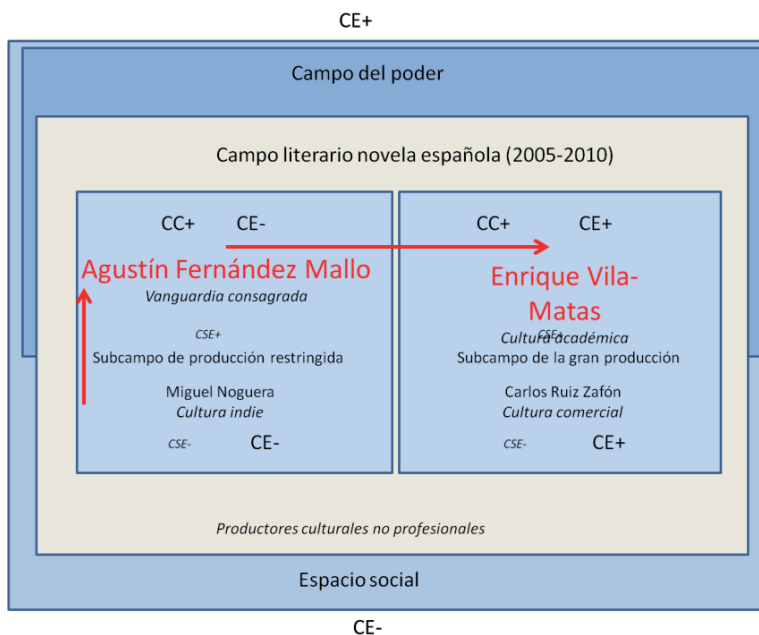 CE+
Campo del poder
Campo literario novela española (2005-2010)
CC+ CE-
Agustín Fernández Mallo
Vanguardia consagrada
CSE+
Subcampo de producción restringida
Miguel Noguera
Cultura indie
CSE- CE-
CC+ CE+
Enrique Vila-
Matas
CSE+
Cultura académica
Subcampo de la gran producción
Carlos Ruiz Zafón
Cultura comercial
CSE- CE+
Productores culturales no profesionales
Espacio social
CE-